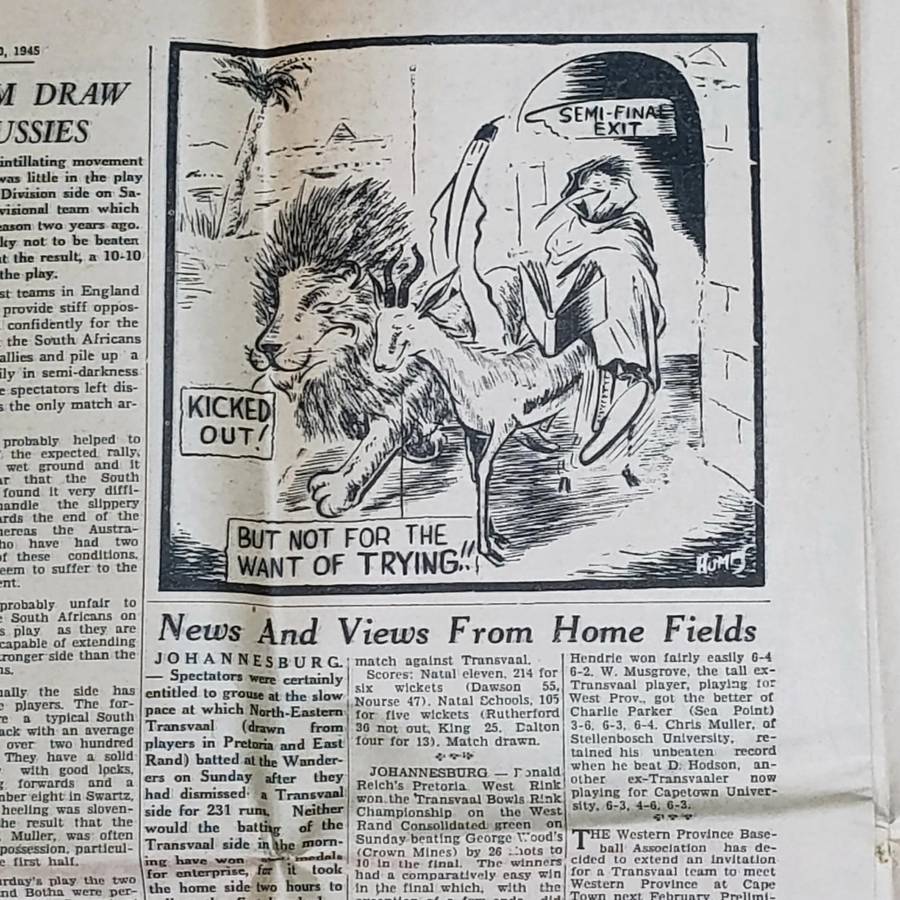 , 1945
M DRAW
USSIES
intillating movement
was little in the play
Division side on Sa-
visional team which
eason two years ago.
ky not to be beaten
at the result, a 10-10
the play.
st teams in England
provide stiff oppos-
confidently for the
the South Africans
allies and pile up a
ily in semi-darkness
e spectators left dis-
s the only match ar-
probably helped to
the expected rally,
wet ground and it
ar that the South
found it very diffi-
handle the slippery
ards the end of the
hereas the Austra-
ho have had two
of these conditions,
eem to suffer to the
ent.
probably unfair to
e South Africans on
s play as they are
capable of extending
tronger side than the
ns.
nally the side has
e players. The for-
re a typical South
ack with an average
over two hundred
They have a solid
with good locks,
g forwards and a
mber eight in Swartz,
heeling was sloven-
he result that the
Muller, was often
possession, particul-
e first half.
urday's play the two
nd Botha were per-
SEMI-FINAL
EXIT
KICKED
OUT!
BUT NOT FOR THE
WANT OF TRYING!!
News And Views From Home Fields
JOHANNESBURG.
— Spectators were certainly
entitled to grouse at the slow
pace at which North-Eastern
Transvaal (drawn from
players in Pretoria and East
Rand) batted at the Wander-
ers on Sunday after they
had dismissed a Transvaal
side for 231 runs. Neither
would the batting of the
Transvaal side in the morn-
ing have won medals
for enterprise, for it took
the home side two hours to
match against Transvaal.
Scores: Natal eleven, 214 for
six wickets (Dawson 55,
Nourse 47). Natal Schools, 105
for five wickets (Rutherford
36 not out, King 25, Dalton
four for 13). Match drawn.
JOHANNESBURG — Donald
Reich's Pretoria West Rink
won the Transvaal Bowls Rink
Championship on the West
Rand Consolidated green on
Sunday beating George Wood's
(Crown Mines) by 26 shots to
10 in the final. The winners
had a comparatively easy win
in the final which, with the
Hendrie won fairly easily 6-4
6-2. W. Musgrove, the tall ex-
Transvaal player, playing for
West Prov., got the better of
Charlie Parker (Sea Point)
3-6, 6-3, 6-4. Chris Muller, of
Stellenbosch University, re-
tained his unbeaten record
when he beat D. Hodson, an-
other ex-Transvaaler now
playing for Capetown Univer-
sity, 6-3, 4-6, 6-3.
THE Western Province Base-
ball Association has de-
cided to extend an invitation
for a Transvaal team to meet
Western Province at Cape
Town next February. Prelimi-